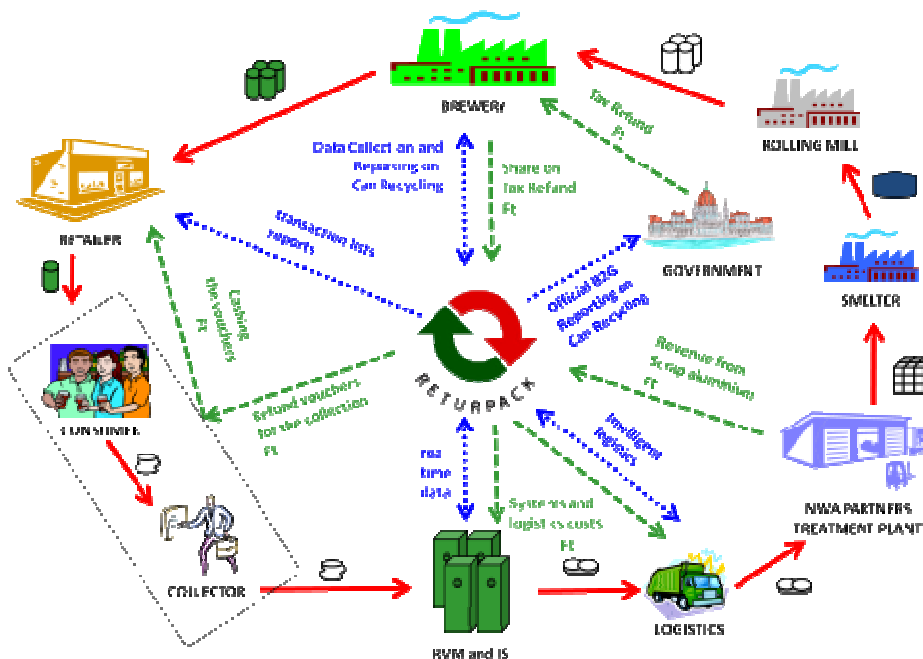 BREWERY
ROLLING MILL
Tax Refund
Ft
Data Collection and
Reporting on
Can Recycling
Share on
Tax Refund
Ft
RETAILER
transaction lists
reports
GOVERNMENT
SMELTER
Official B2G
Reporting on
Can Recycling
Cashing
the vouchers
Ft
RETURPACK
Revenue from
Scrap aluminium
Ft
Refund vouchers
for the collection
Ft
CONSUMER
Intelligent
logistics
real
time
data
Systems and
logistics costs
Ft
NWA PARTNERS
TREATMENT PLANT
COLLECTOR
LOGISTICS
RVM and IS